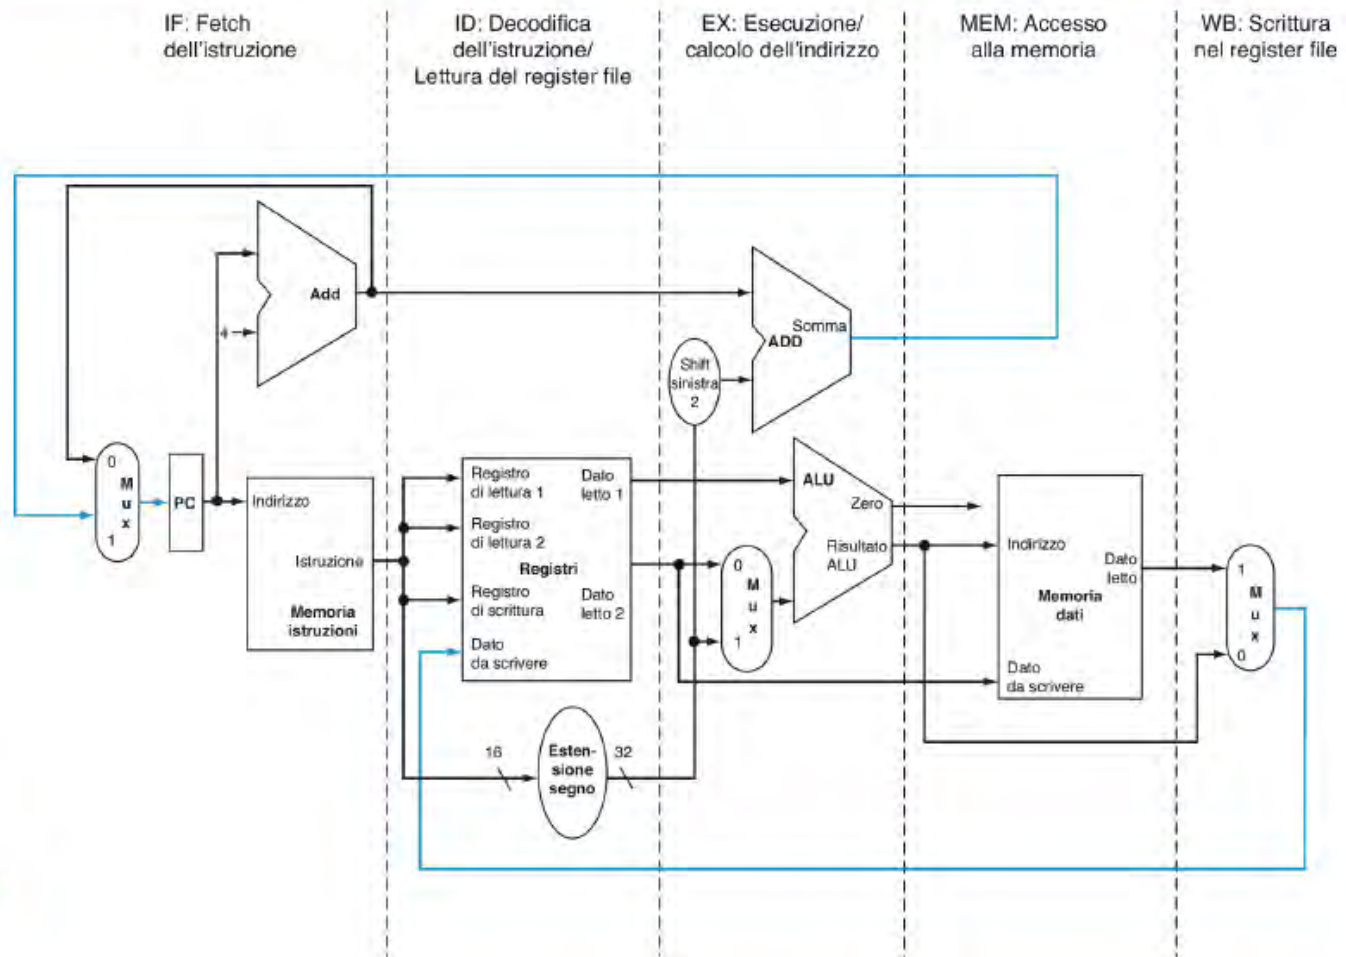 IF: Fetch
dell'istruzione
ID: Decodifica
dell'istruzione/
Lettura del register file
EX: Esecuzione/
calcolo dell'indirizzo
MEM: Accesso
alla memoria
WB: Scrittura
nel register file
Add
4
Somma
ADD
Shift
sinistra
2
0
M
u
x
1
PC
Indirizzo
Istruzione
Memoria
istruzioni
Registro
di lettura 1
Registro
di lettura 2
Registri
Registro
di scrittura
Dato
da scrivere
Dato
letto 1
Dato
letto 2
0
M
u
x
1
ALU
Zero
Risultato
ALU
Indirizzo
Dato
letto
Memoria
dati
Dato
da scrivere
1
M
u
x
0
16
Esten-
sione
segno
32